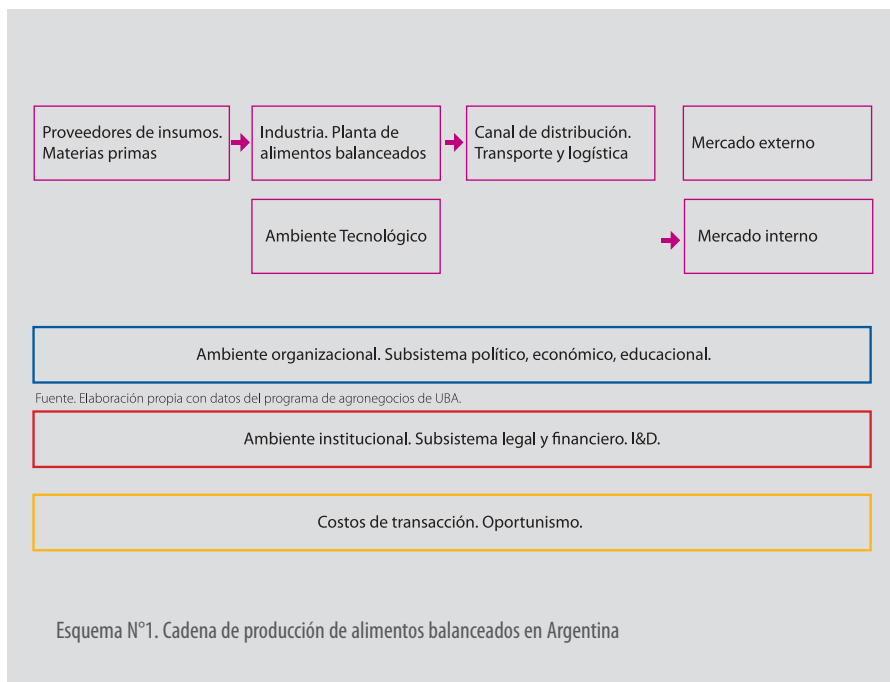 Proveedores de insumos.
Materias primas
Industria. Planta de
alimentos balanceados
Canal de distribución.
Transporte y logística
Mercado externo
Ambiente Tecnológico
Mercado interno
Ambiente organizacional. Subsistema político, económico, educacional.
Fuente. Elaboración propia con datos del programa de agronegocios de UBA.
Ambiente institucional. Subsistema legal y financiero. I&D.
Costos de transacción. Oportunismo.
Esquema N°1. Cadena de producción de alimentos balanceados en Argentina